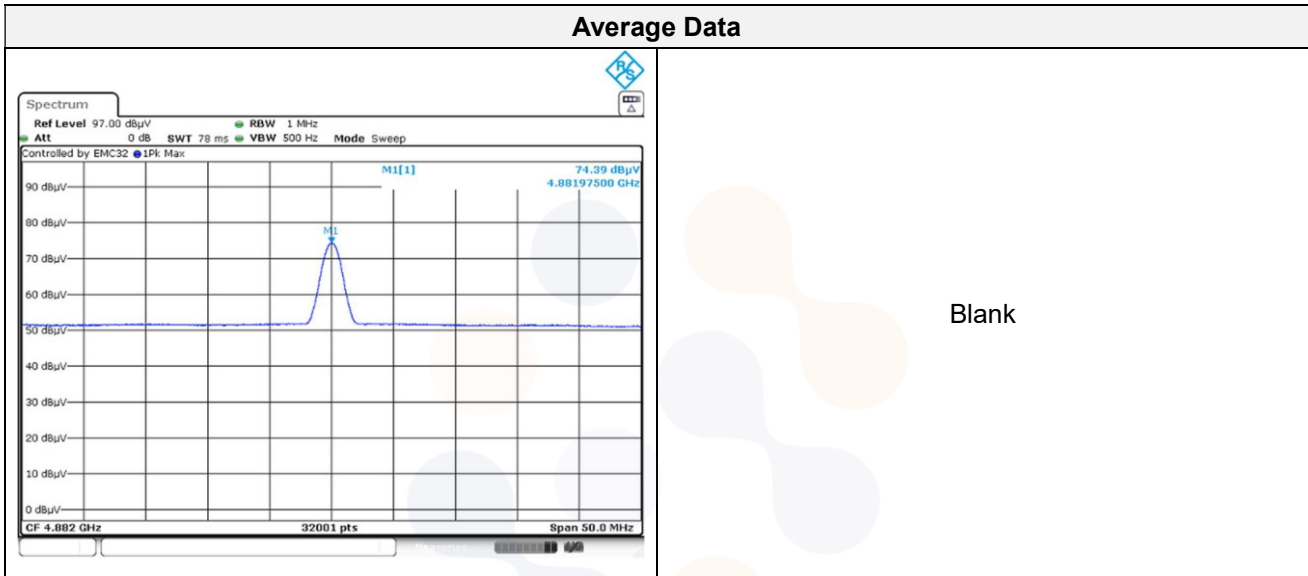 Average Data
R&S
Spectrum
Ref Level 97.00 dBµV RBW 1 MHz
Att 0 dB SWT 78 ms VBW 500 Hz Mode Sweep
Controlled by EMC32 1Pk Max
M1[1] 74.39 dBµV
4.88197500 GHz
90 dBµV
80 dBµV
M1
70 dBµV
60 dBµV
50 dBµV
40 dBµV
30 dBµV
20 dBµV
10 dBµV
0 dBµV
CF 4.882 GHz 32001 pts Span 50.0 MHz
Blank